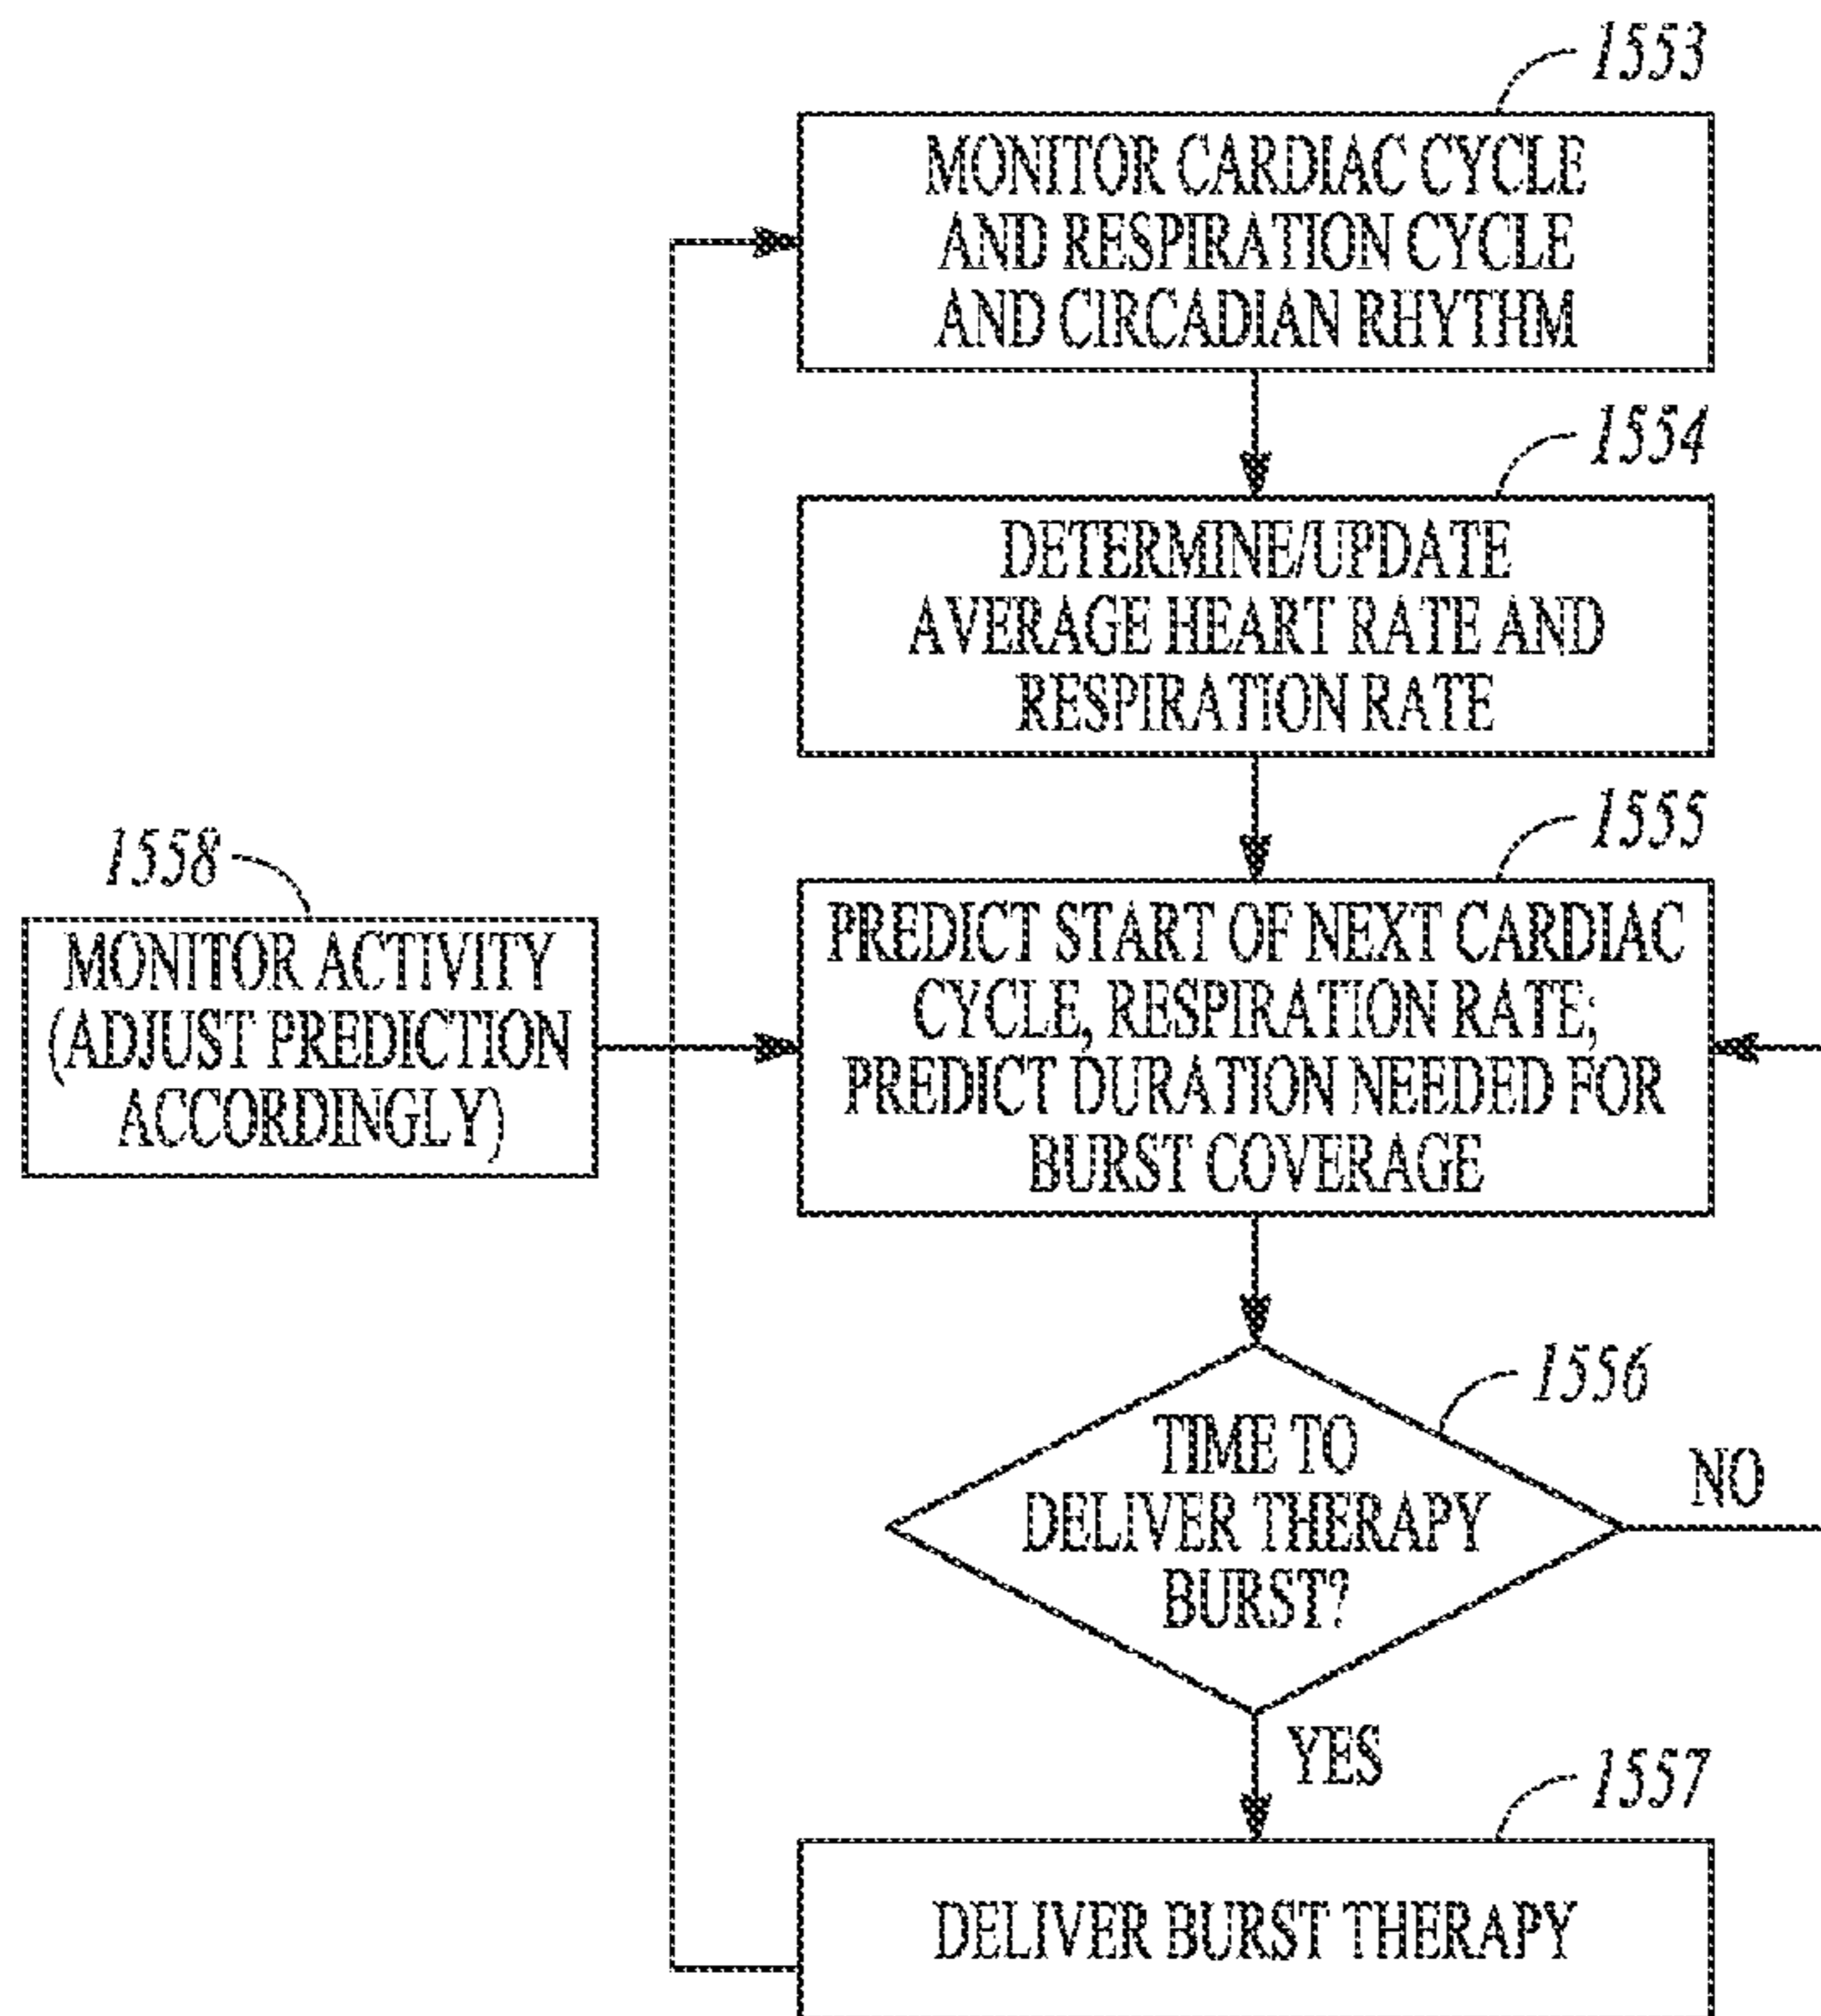 1553
MONITOR CARDIAC CYCLE
AND RESPIRATION CYCLE
AND CIRCADIAN RHYTHM
1554
DETERMINE/UPDATE
AVERAGE HEART RATE AND
RESPIRATION RATE
1555
PREDICT START OF NEXT CARDIAC
CYCLE, RESPIRATION RATE;
PREDICT DURATION NEEDED FOR
BURST COVERAGE
1558
MONITOR ACTIVITY
(ADJUST PREDICTION
ACCORDINGLY)
1556
TIME TO
DELIVER THERAPY
BURST?
NO
YES
1557
DELIVER BURST THERAPY